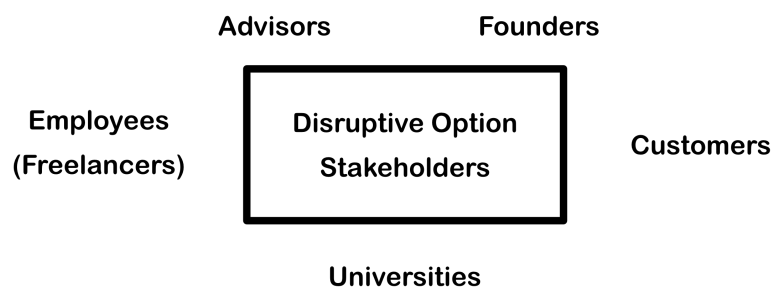 Advisors
Founders
Employees
(Freelancers)
Disruptive Option
Stakeholders
Customers
Universities